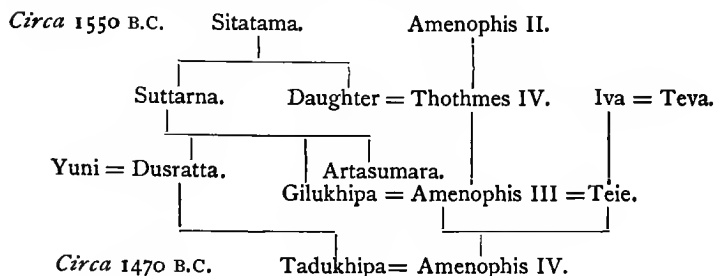 Circa 1550 B.C. Sitatama. Amenophis II.
Suttarna. Daughter = Thothmes IV. Iva = Teva.
Yuni = Dusratta. Artasumara.
Gilukhipa = Amenophis III = Teie.
Circa 1470 B.C. Tadukhipa = Amenophis IV.